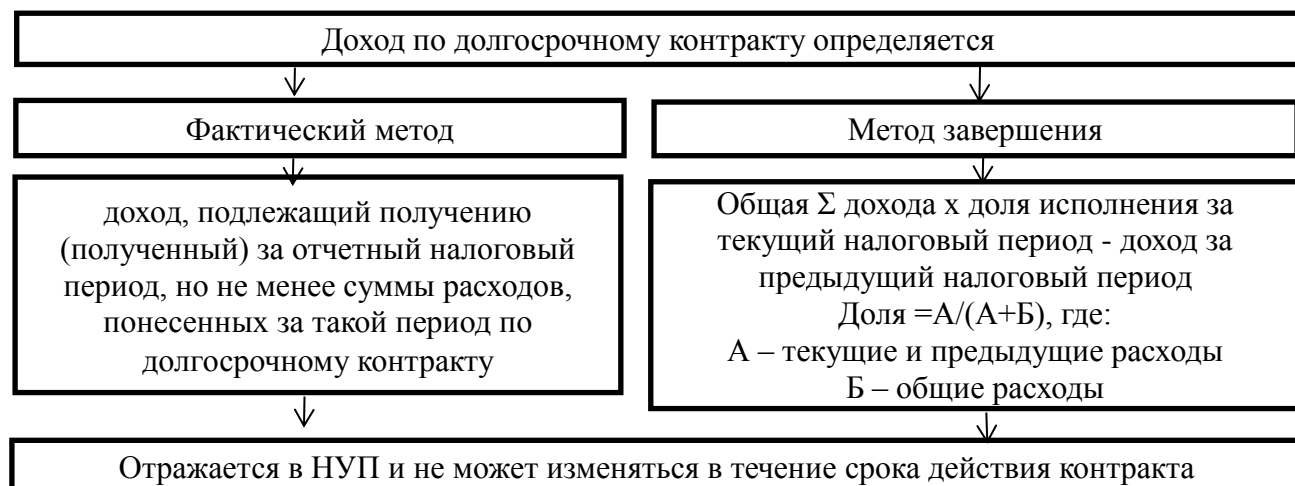 Доход по долгосрочному контракту определяется
Фактический метод
Метод завершения
доход, подлежащий получению
(полученный) за отчетный налоговый
период, но не менее суммы расходов,
понесенных за такой период по
долгосрочному контракту
Общая Σ дохода х доля исполнения за
текущий налоговый период - доход за
предыдущий налоговый период
Доля =А/(А+Б), где:
А – текущие и предыдущие расходы
Б – общие расходы
Отражается в НУП и не может изменяться в течение срока действия контракта